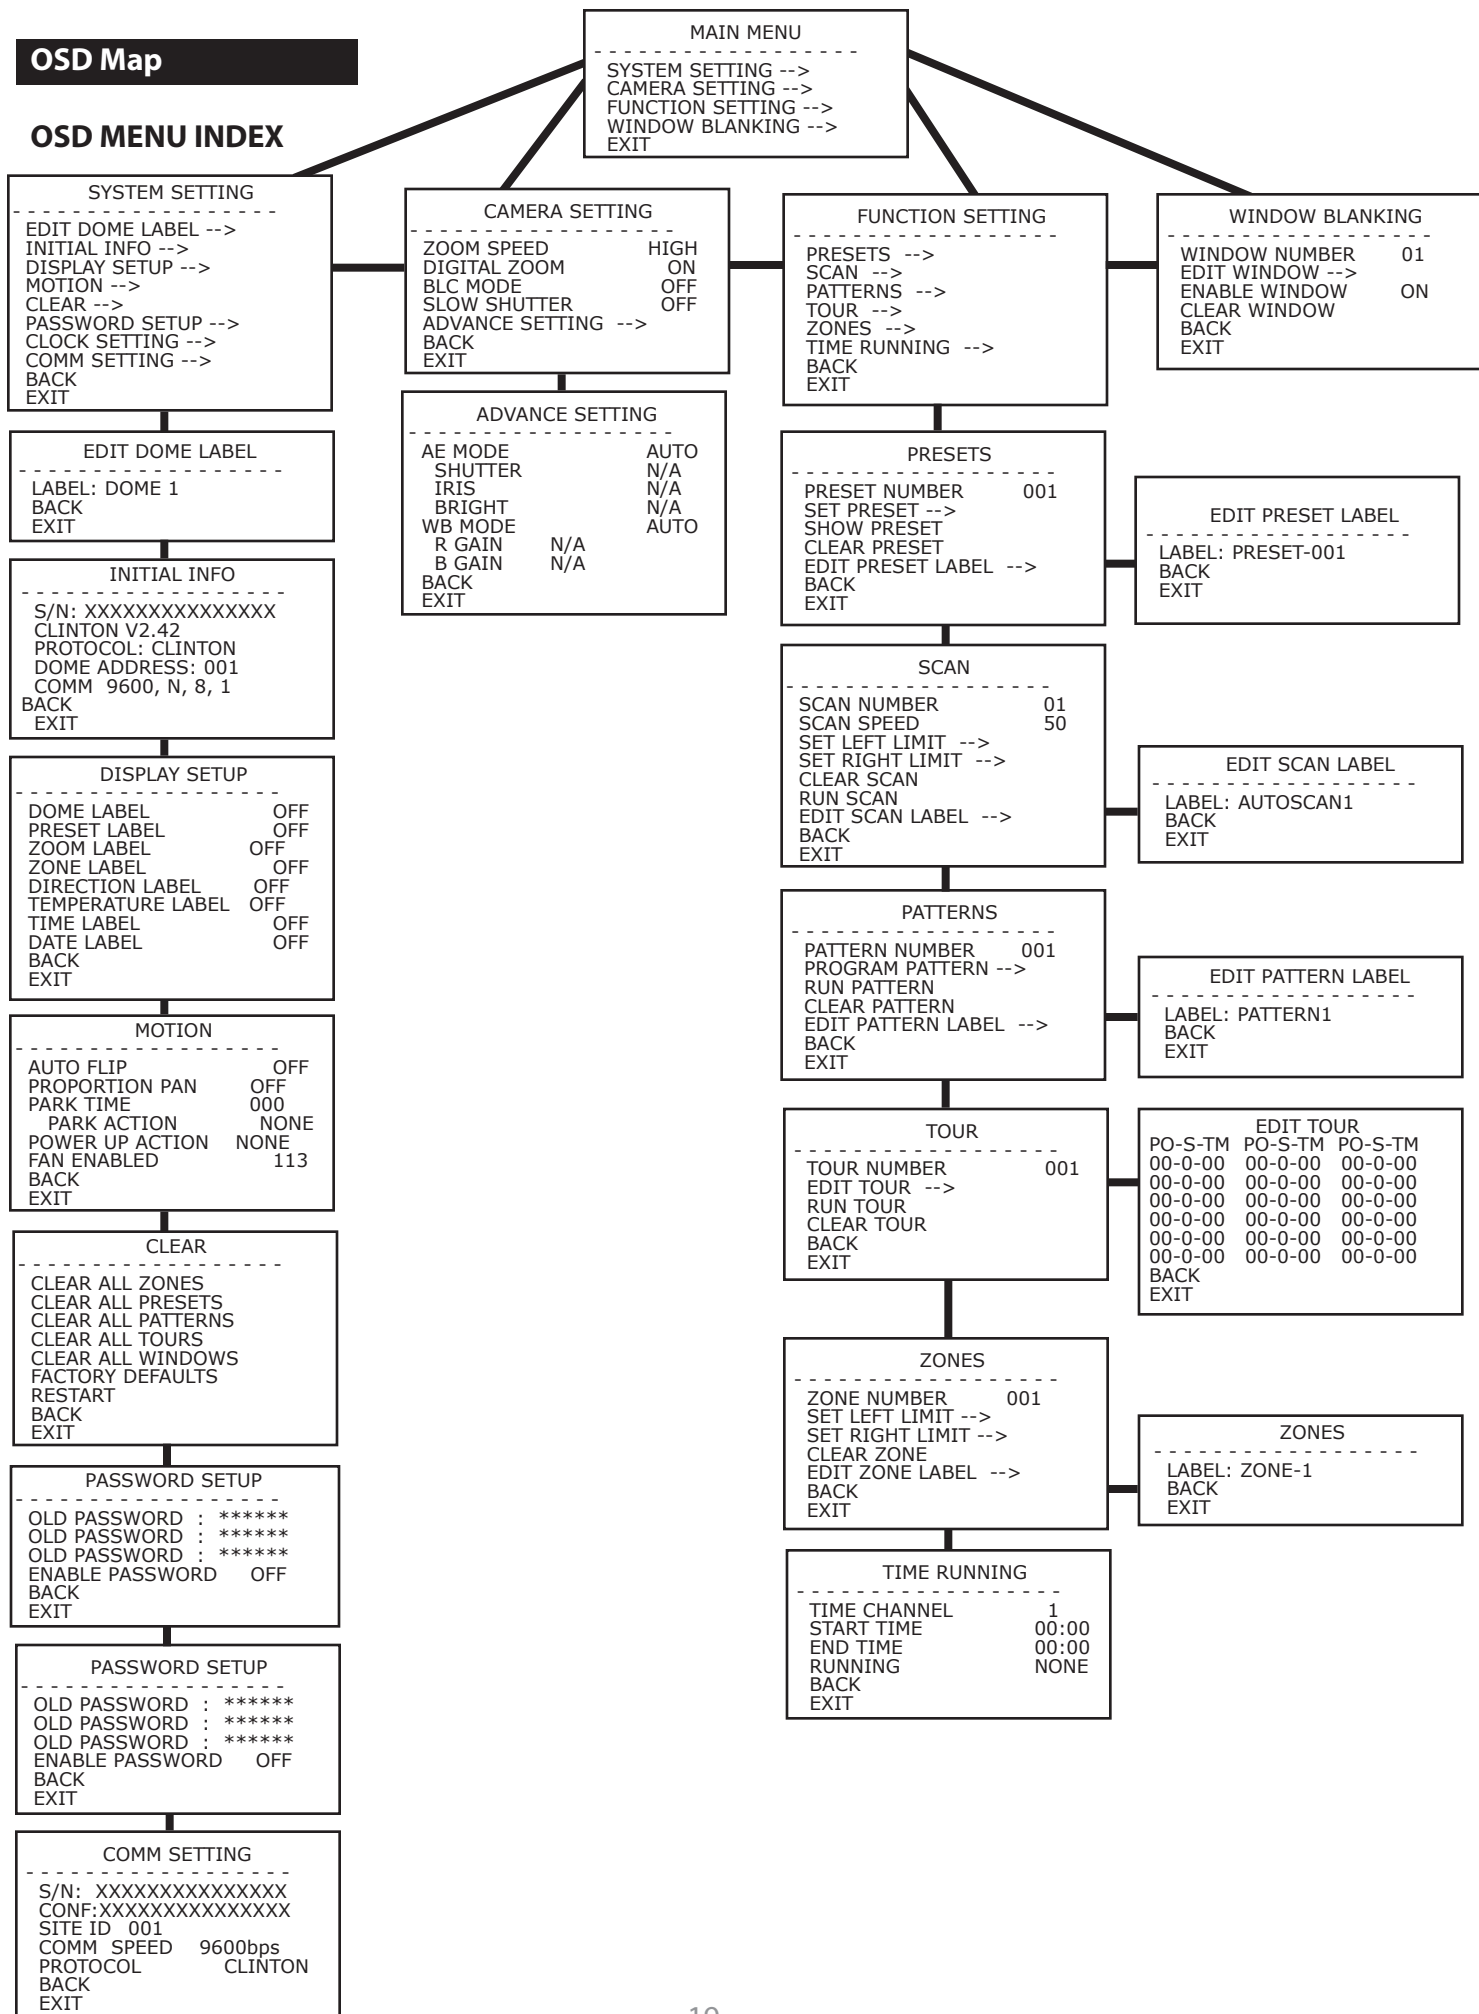 OSD Map
OSD MENU INDEX
MAIN MENU
- - - - - - - - - - - - - - - - - -
SYSTEM SETTING -->
CAMERA SETTING -->
FUNCTION SETTING -->
WINDOW BLANKING -->
EXIT
SYSTEM SETTING
- - - - - - - - - - - - - - - - - -
EDIT DOME LABEL -->
INITIAL INFO -->
DISPLAY SETUP -->
MOTION -->
CLEAR -->
PASSWORD SETUP -->
CLOCK SETTING -->
COMM SETTING -->
BACK
EXIT
EDIT DOME LABEL
- - - - - - - - - - - - - - - - - -
LABEL: DOME 1
BACK
EXIT
INITIAL INFO
- - - - - - - - - - - - - - - - - -
S/N: XXXXXXXXXXXXXXX
CLINTON V2.42
PROTOCOL: CLINTON
DOME ADDRESS: 001
COMM 9600, N, 8, 1
BACK
EXIT
DISPLAY SETUP
- - - - - - - - - - - - - - - - - -
DOME LABEL OFF
PRESET LABEL OFF
ZOOM LABEL OFF
ZONE LABEL OFF
DIRECTION LABEL OFF
TEMPERATURE LABEL OFF
TIME LABEL OFF
DATE LABEL OFF
BACK
EXIT
MOTION
- - - - - - - - - - - - - - - - - -
AUTO FLIP OFF
PROPORTION PAN OFF
PARK TIME 000
PARK ACTION NONE
POWER UP ACTION NONE
FAN ENABLED 113
BACK
EXIT
CLEAR
- - - - - - - - - - - - - - - - - -
CLEAR ALL ZONES
CLEAR ALL PRESETS
CLEAR ALL PATTERNS
CLEAR ALL TOURS
CLEAR ALL WINDOWS
FACTORY DEFAULTS
RESTART
BACK
EXIT
PASSWORD SETUP
- - - - - - - - - - - - - - - - - -
OLD PASSWORD : ******
OLD PASSWORD : ******
OLD PASSWORD : ******
ENABLE PASSWORD OFF
BACK
EXIT
PASSWORD SETUP
- - - - - - - - - - - - - - - - - -
OLD PASSWORD : ******
OLD PASSWORD : ******
OLD PASSWORD : ******
ENABLE PASSWORD OFF
BACK
EXIT
COMM SETTING
- - - - - - - - - - - - - - - - - -
S/N: XXXXXXXXXXXXXXX
CONF:XXXXXXXXXXXXXXX
SITE ID 001
COMM SPEED 9600bps
PROTOCOL CLINTON
BACK
EXIT
CAMERA SETTING
- - - - - - - - - - - - - - - - - -
ZOOM SPEED HIGH
DIGITAL ZOOM ON
BLC MODE OFF
SLOW SHUTTER OFF
ADVANCE SETTING -->
BACK
EXIT
ADVANCE SETTING
- - - - - - - - - - - - - - - - - -
AE MODE AUTO
SHUTTER N/A
IRIS N/A
BRIGHT N/A
WB MODE AUTO
R GAIN N/A
B GAIN N/A
BACK
EXIT
FUNCTION SETTING
- - - - - - - - - - - - - - - - - -
PRESETS -->
SCAN -->
PATTERNS -->
TOUR -->
ZONES -->
TIME RUNNING -->
BACK
EXIT
PRESETS
- - - - - - - - - - - - - - - - - -
PRESET NUMBER 001
SET PRESET -->
SHOW PRESET
CLEAR PRESET
EDIT PRESET LABEL -->
BACK
EXIT
SCAN
- - - - - - - - - - - - - - - - - -
SCAN NUMBER 01
SCAN SPEED 50
SET LEFT LIMIT -->
SET RIGHT LIMIT -->
CLEAR SCAN
RUN SCAN
EDIT SCAN LABEL -->
BACK
EXIT
PATTERNS
- - - - - - - - - - - - - - - - - -
PATTERN NUMBER 001
PROGRAM PATTERN -->
RUN PATTERN
CLEAR PATTERN
EDIT PATTERN LABEL -->
BACK
EXIT
TOUR
- - - - - - - - - - - - - - - - - -
TOUR NUMBER 001
EDIT TOUR -->
RUN TOUR
CLEAR TOUR
BACK
EXIT
ZONES
- - - - - - - - - - - - - - - - - -
ZONE NUMBER 001
SET LEFT LIMIT -->
SET RIGHT LIMIT -->
CLEAR ZONE
EDIT ZONE LABEL -->
BACK
EXIT
TIME RUNNING
- - - - - - - - - - - - - - - - - -
TIME CHANNEL 1
START TIME 00:00
END TIME 00:00
RUNNING NONE
BACK
EXIT
WINDOW BLANKING
- - - - - - - - - - - - - - - - - -
WINDOW NUMBER 01
EDIT WINDOW -->
ENABLE WINDOW ON
CLEAR WINDOW
BACK
EXIT
EDIT PRESET LABEL
- - - - - - - - - - - - - - - - - -
LABEL: PRESET-001
BACK
EXIT
EDIT SCAN LABEL
- - - - - - - - - - - - - - - - - -
LABEL: AUTOSCAN1
BACK
EXIT
EDIT PATTERN LABEL
- - - - - - - - - - - - - - - - - -
LABEL: PATTERN1
BACK
EXIT
EDIT TOUR
PO-S-TM PO-S-TM PO-S-TM
00-0-00 00-0-00 00-0-00
00-0-00 00-0-00 00-0-00
00-0-00 00-0-00 00-0-00
00-0-00 00-0-00 00-0-00
00-0-00 00-0-00 00-0-00
00-0-00 00-0-00 00-0-00
BACK
EXIT
ZONES
- - - - - - - - - - - - - - - - - -
LABEL: ZONE-1
BACK
EXIT